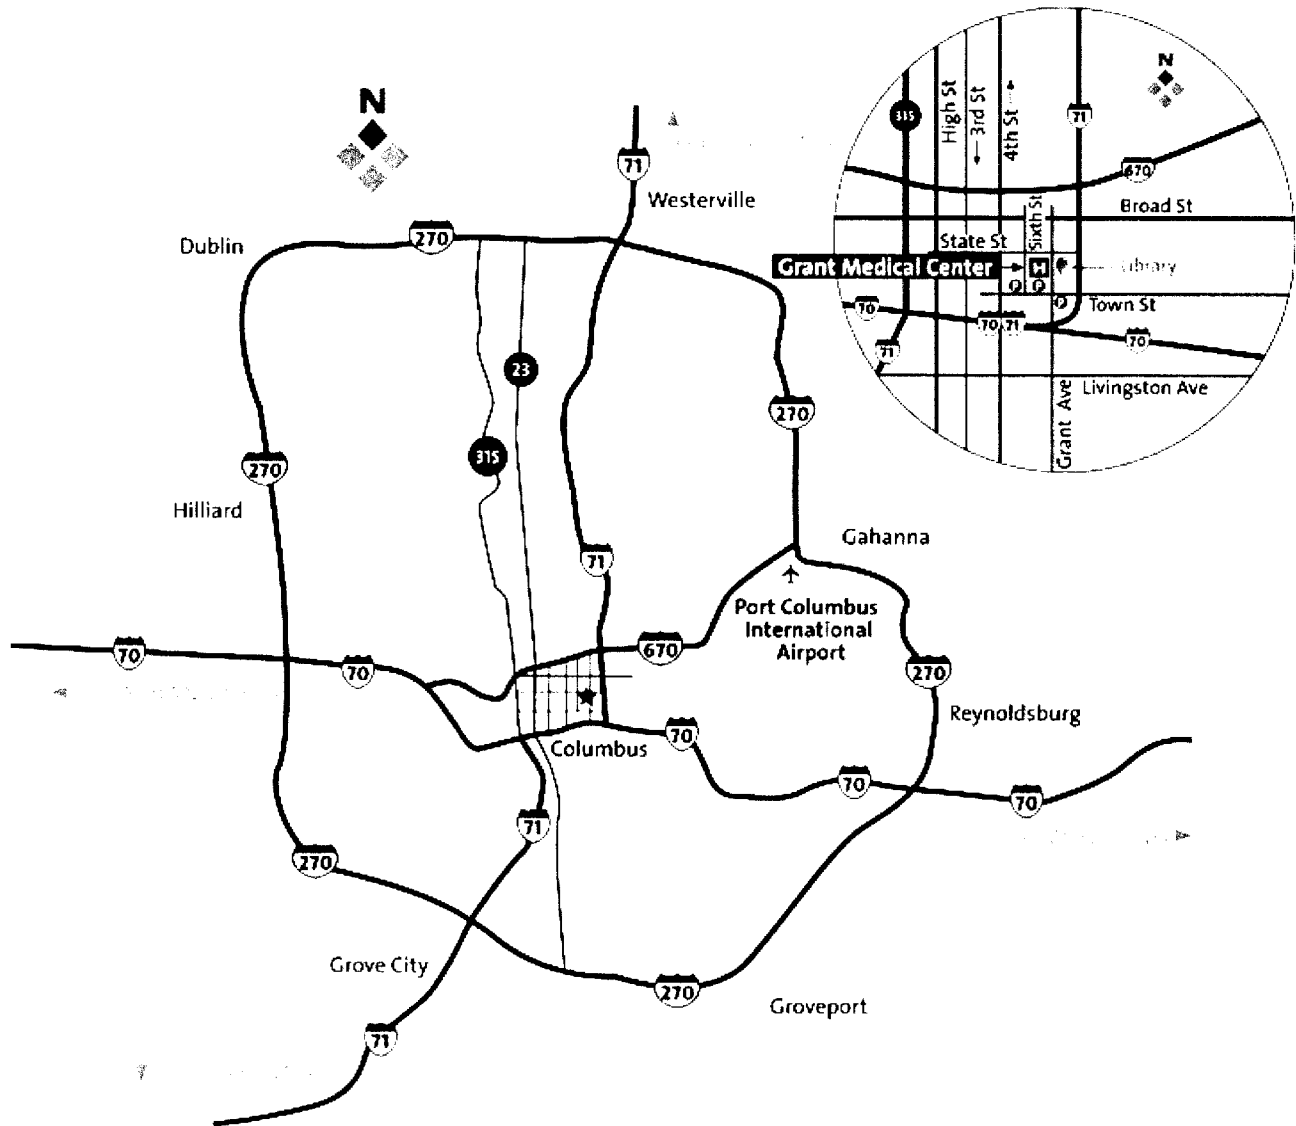 N
71
Westerville
Dublin
270
23
315
270
270
Hilliard
71
Gahanna
Port Columbus
International
Airport
670
70
70
270
Reynoldsburg
70
Columbus
70
70
71
270
Grove City
270
Groveport
71
N
315
High St
3rd St
4th St
71
670
Sixth St
Broad St
State St
Grant Medical Center
H
Library
P
P
P
Town St
70
70
71
70
71
Livingston Ave
Grant Ave